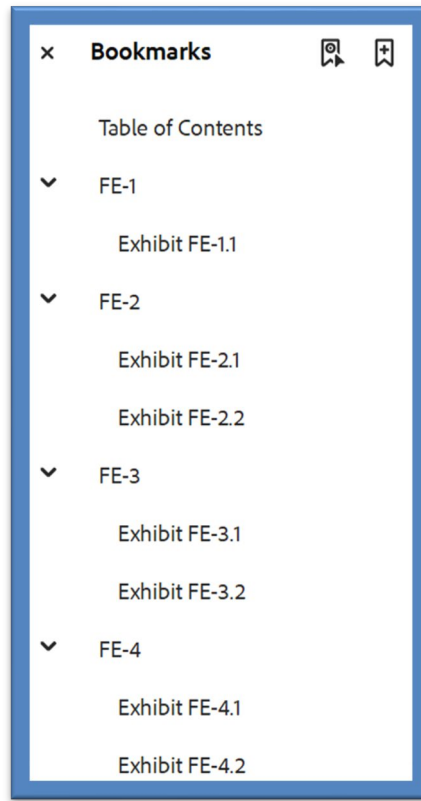 Bookmarks
Table of Contents
FE-1
Exhibit FE-1.1
FE-2
Exhibit FE-2.1
Exhibit FE-2.2
FE-3
Exhibit FE-3.1
Exhibit FE-3.2
FE-4
Exhibit FE-4.1
Exhibit FE-4.2